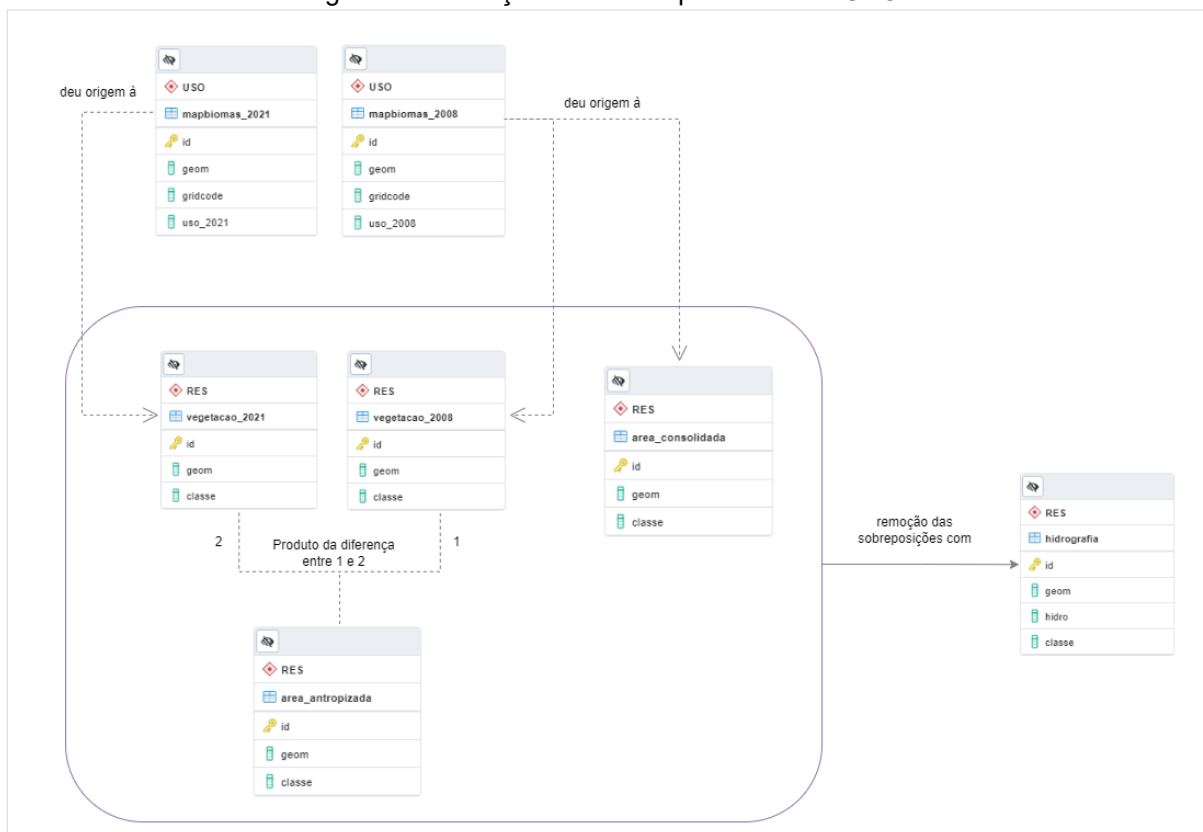 deu origem à
USO
mapbiomas_2021
id
geom
gridcode
uso_2021
USO
mapbiomas_2008
id
geom
gridcode
uso_2008
deu origem à
RES
vegetacao_2021
id
geom
classe
RES
vegetacao_2008
id
geom
classe
RES
area_consolidada
id
geom
classe
2
Produto da diferença
entre 1 e 2
1
RES
area_antropizada
id
geom
classe
remoção das
sobreposições com
RES
hidrografia
id
geom
hidro
classe